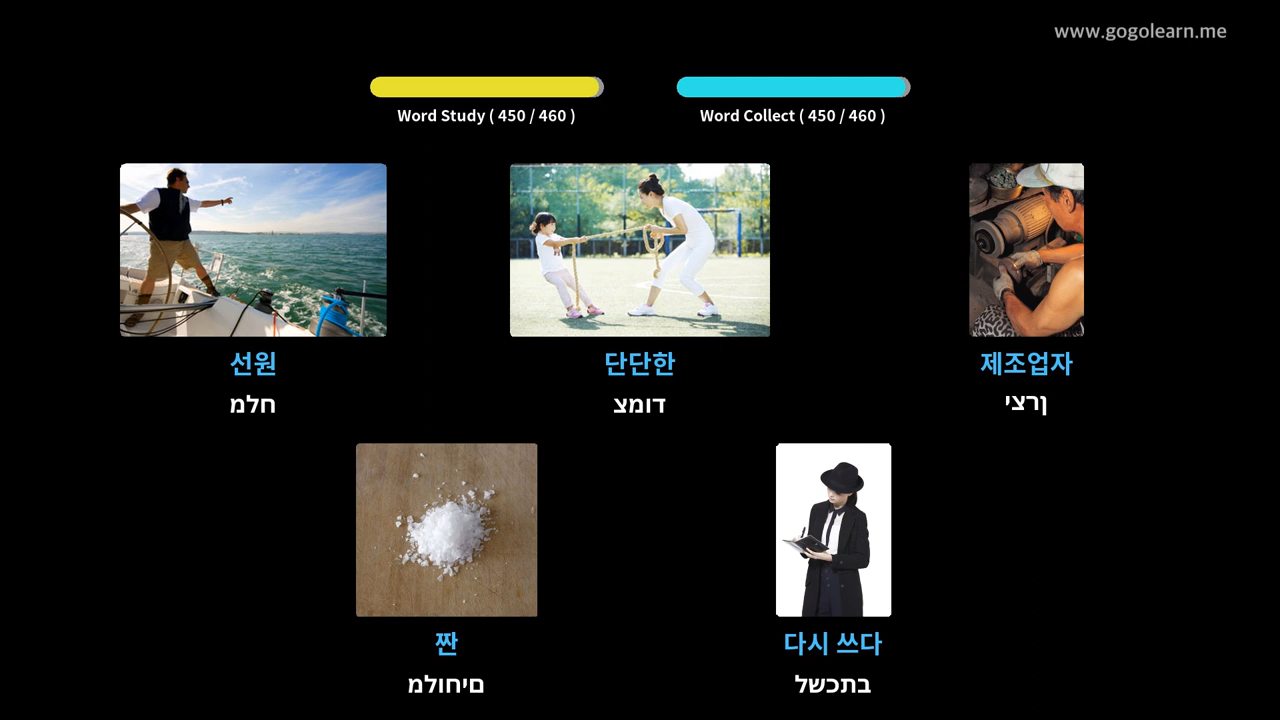 www.gogolearn.me
Word Study ( 450 / 460 )
Word Collect ( 450 / 460 )
선원
חלמ
단단한
דומצ
제조업자
ןרצי
짠
םיחולמ
다시 쓰다
בתכשל